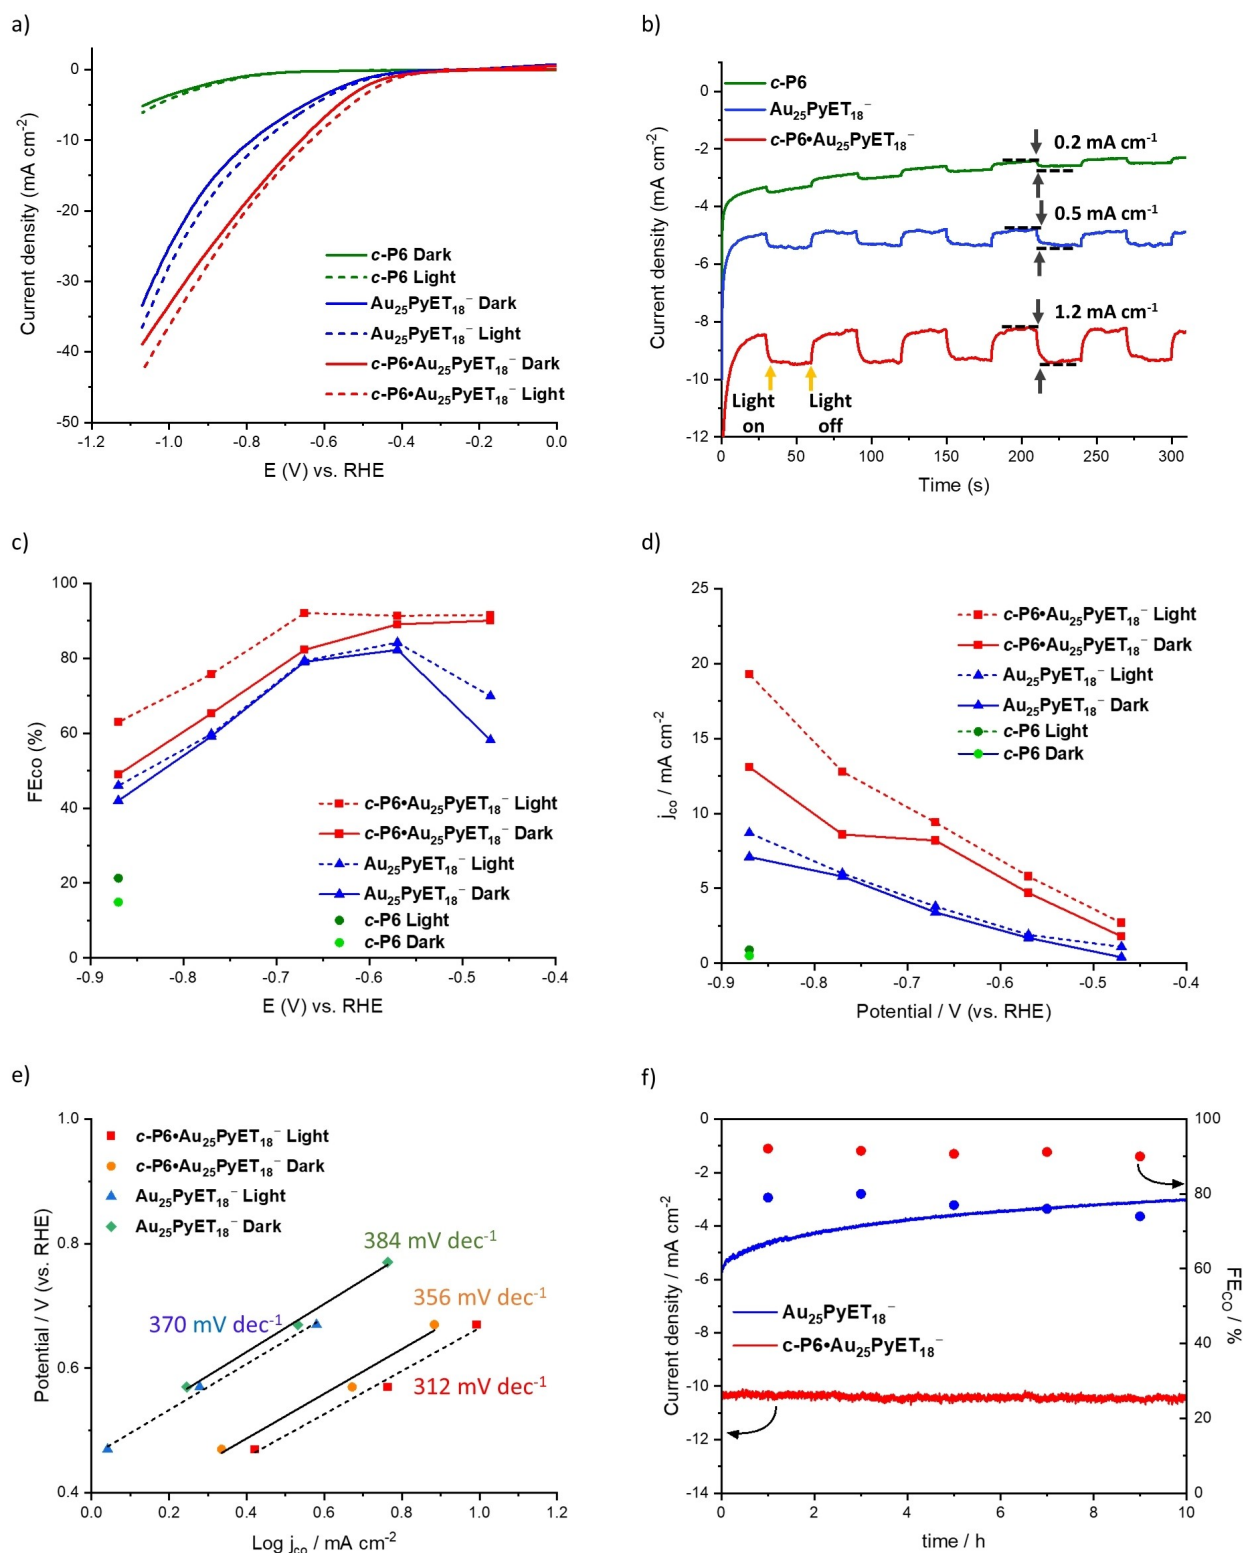 a)
0
-10
-20
-30
-40
-50
Current density (mA cm⁻²)
c-P6 Dark
c-P6 Light
Au₂₅PyET₁₈⁻ Dark
Au₂₅PyET₁₈⁻ Light
c-P6•Au₂₅PyET₁₈⁻ Dark
c-P6•Au₂₅PyET₁₈⁻ Light
-1.2 -1.0 -0.8 -0.6 -0.4 -0.2 0.0
E (V) vs. RHE
b)
c-P6
Au₂₅PyET₁₈⁻
c-P6•Au₂₅PyET₁₈⁻
0
-2
-4
-6
-8
-10
-12
Current density (mA cm⁻²)
0.2 mA cm⁻¹
0.5 mA cm⁻¹
1.2 mA cm⁻¹
Light on
Light off
0 50 100 150 200 250 300
Time (s)
c)
100
80
60
40
20
0
FEco (%)
c-P6•Au₂₅PyET₁₈⁻ Light
c-P6•Au₂₅PyET₁₈⁻ Dark
Au₂₅PyET₁₈⁻ Light
Au₂₅PyET₁₈⁻ Dark
c-P6 Light
c-P6 Dark
-0.9 -0.8 -0.7 -0.6 -0.5 -0.4
E (V) vs. RHE
d)
25
20
15
10
5
0
j_co / mA cm⁻²
c-P6•Au₂₅PyET₁₈⁻ Light
c-P6•Au₂₅PyET₁₈⁻ Dark
Au₂₅PyET₁₈⁻ Light
Au₂₅PyET₁₈⁻ Dark
c-P6 Light
c-P6 Dark
-0.9 -0.8 -0.7 -0.6 -0.5 -0.4
Potential / V (vs. RHE)
e)
1.0
0.8
0.6
0.4
Potential / V (vs. RHE)
c-P6•Au₂₅PyET₁₈⁻ Light
c-P6•Au₂₅PyET₁₈⁻ Dark
Au₂₅PyET₁₈⁻ Light
Au₂₅PyET₁₈⁻ Dark
384 mV dec⁻¹
356 mV dec⁻¹
370 mV dec⁻¹
312 mV dec⁻¹
0.0 0.2 0.4 0.6 0.8 1.0 1.2
Log j_co / mA cm⁻²
f)
0
-2
-4
-6
-8
-10
-12
-14
Current density / mA cm⁻²
Au₂₅PyET₁₈⁻
c-P6•Au₂₅PyET₁₈⁻
100
80
60
40
20
0
FE_CO / %
0 2 4 6 8 10
time / h